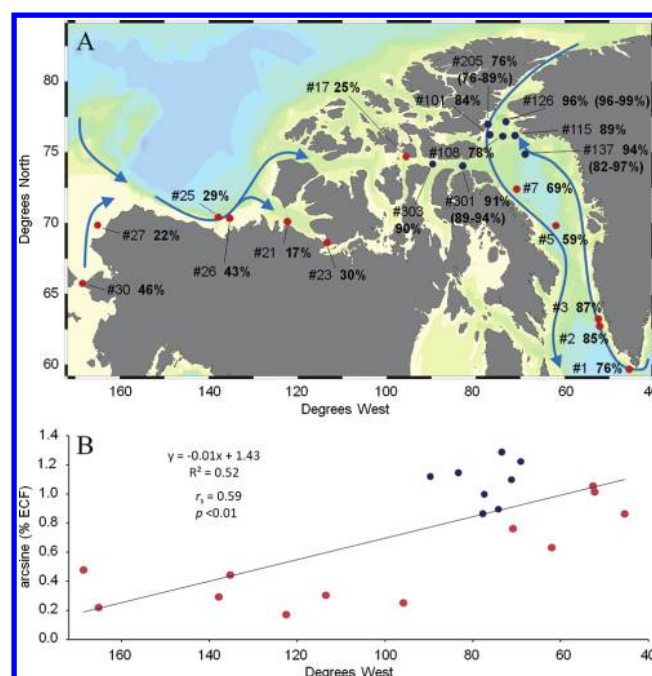 A
80
75
70
65
60
Degrees North
#205 76%
(76-89%)
#17 25%
#101 84%
#126 96% (96-99%)
#115 89%
#137 94%
(82-97%)
#108 78%
#25 29%
#7 69%
#303
90%
#301 91%
(89-94%)
#27 22%
#21 17%
#5 59%
#26 43%
#23 30%
#30 46%
#3 87%
#2 85%
#1 76%
160 140 120 100 80 60 40
Degrees West
B
1.4
1.2
1.0
0.8
0.6
0.4
0.2
0.0
arcsine (% ECF)
y = -0.01x + 1.43
R² = 0.52
rs = 0.59
p <0.01
160 140 120 100 80 60 40
Degrees West